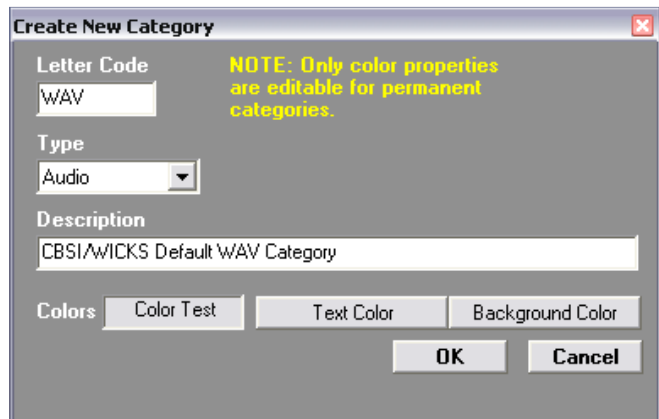 Create New Category
Letter Code
NOTE: Only color properties
are editable for permanent
categories.
WAV
Type
Audio
Description
CBSI/WICKS Default WAV Category
Colors Color Test Text Color Background Color
OK Cancel